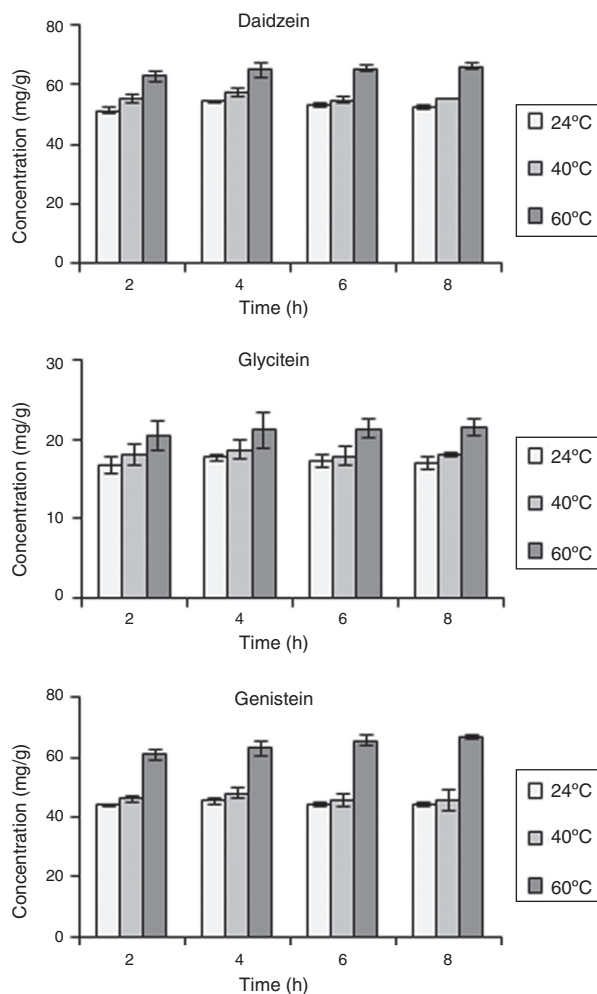 Daidzein
80
60
40
20
0
Concentration (mg/g)
2 4 6 8
Time (h)
24ºC
40ºC
60ºC
Glycitein
30
20
10
0
Concentration (mg/g)
2 4 6 8
Time (h)
24ºC
40ºC
60ºC
Genistein
80
60
40
20
0
Concentration (mg/g)
2 4 6 8
Time (h)
24ºC
40ºC
60ºC